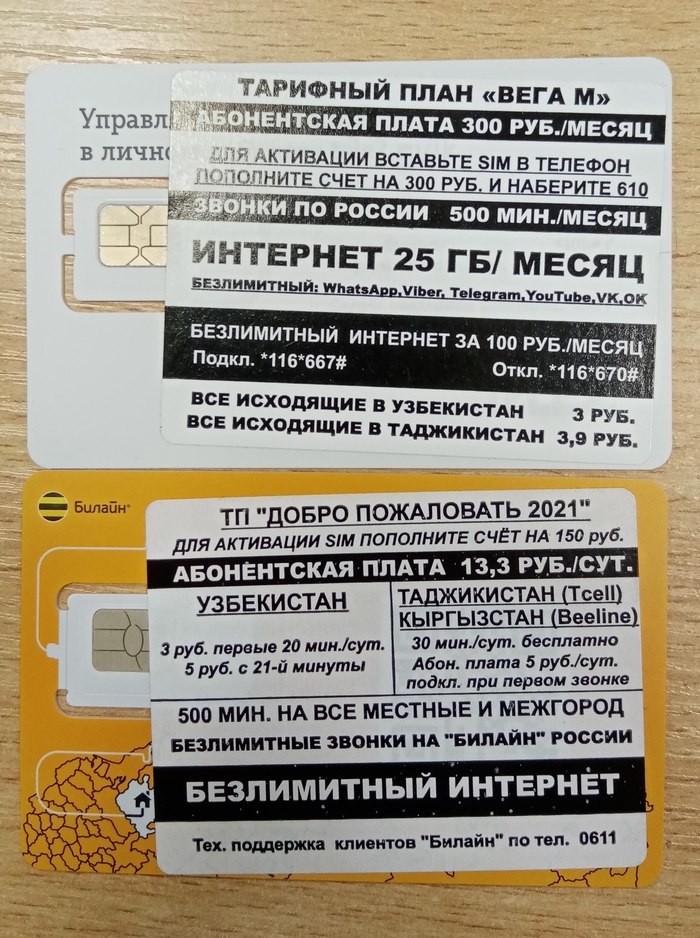 Управл
в лично
ТАРИФНЫЙ ПЛАН «ВЕГА М»
АБОНЕНТСКАЯ ПЛАТА 300 РУБ./МЕСЯЦ
ДЛЯ АКТИВАЦИИ ВСТАВЬТЕ SIM В ТЕЛЕФОН
ПОПОЛНИТЕ СЧЕТ НА 300 РУБ. И НАБЕРИТЕ 610
ЗВОНКИ ПО РОССИИ 500 МИН./МЕСЯЦ
ИНТЕРНЕТ 25 ГБ/ МЕСЯЦ
БЕЗЛИМИТНЫЙ: WhatsApp,Viber, Telegram,YouTube,VK,OK
БЕЗЛИМИТНЫЙ ИНТЕРНЕТ ЗА 100 РУБ./МЕСЯЦ
Подкл. *116*667# Откл. *116*670#
ВСЕ ИСХОДЯЩИЕ В УЗБЕКИСТАН 3 РУБ.
ВСЕ ИСХОДЯЩИЕ В ТАДЖИКИСТАН 3,9 РУБ.
Билайн
ТП "ДОБРО ПОЖАЛОВАТЬ 2021"
ДЛЯ АКТИВАЦИИ SIM ПОПОЛНИТЕ СЧЁТ НА 150 руб.
АБОНЕНТСКАЯ ПЛАТА 13,3 РУБ./СУТ.
УЗБЕКИСТАН
3 руб. первые 20 мин./сут.
5 руб. с 21-й минуты
ТАДЖИКИСТАН (Tcell)
КЫРГЫЗСТАН (Beeline)
30 мин./сут. бесплатно
Абон. плата 5 руб./сут.
подкл. при первом звонке
500 МИН. НА ВСЕ МЕСТНЫЕ И МЕЖГОРОД
БЕЗЛИМИТНЫЕ ЗВОНКИ НА "БИЛАЙН" РОССИИ
БЕЗЛИМИТНЫЙ ИНТЕРНЕТ
Тех. поддержка клиентов "Билайн" по тел. 0611